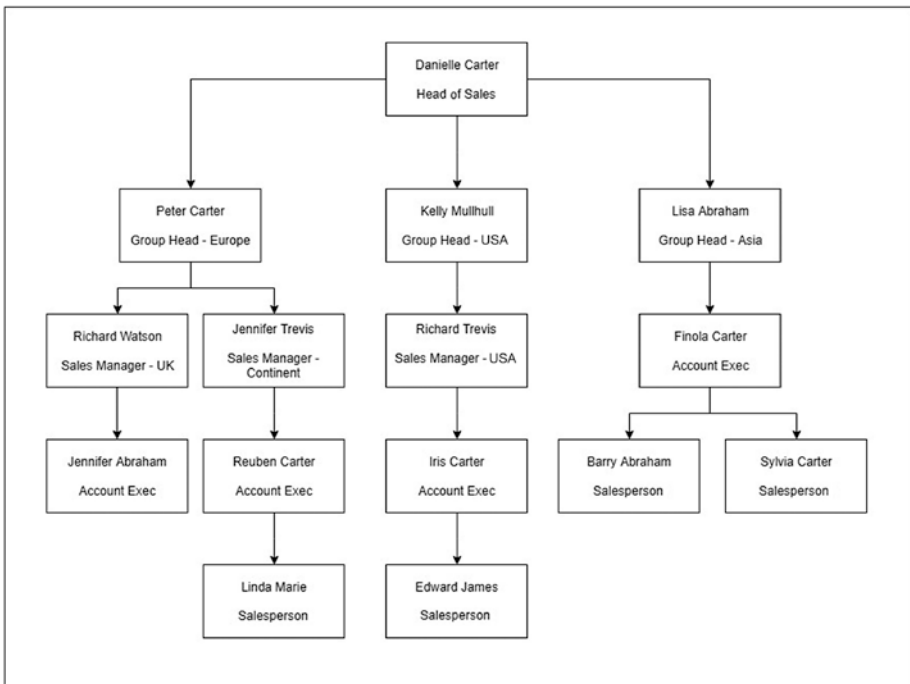 Danielle Carter
Head of Sales
Peter Carter
Group Head - Europe
Kelly Mullhull
Group Head - USA
Lisa Abraham
Group Head - Asia
Richard Watson
Sales Manager - UK
Jennifer Trevis
Sales Manager -
Continent
Richard Trevis
Sales Manager - USA
Finola Carter
Account Exec
Jennifer Abraham
Account Exec
Reuben Carter
Account Exec
Iris Carter
Account Exec
Barry Abraham
Salesperson
Sylvia Carter
Salesperson
Linda Marie
Salesperson
Edward James
Salesperson